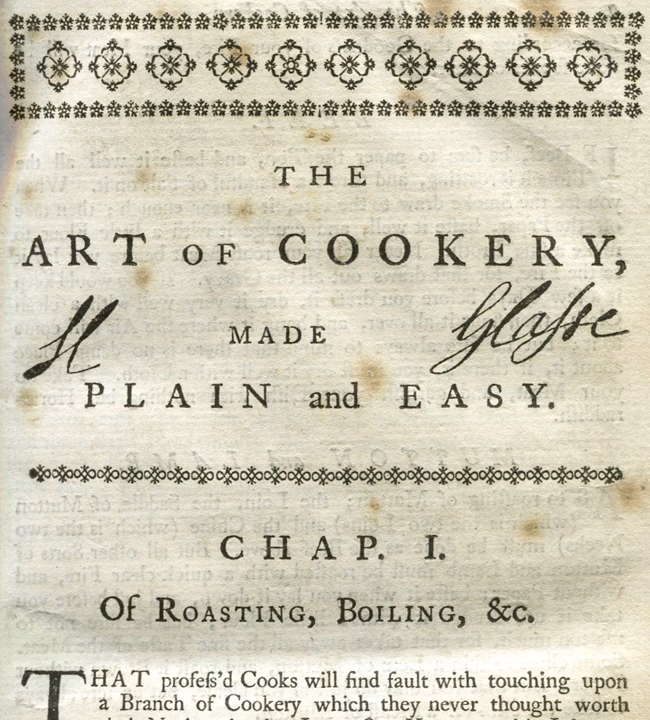 THE
ART OF COOKERY,
H Glasse
MADE
PLAIN and EASY.
CHAP. I.
Of ROASTING, BOILING, &c.
THAT profeſs'd Cooks will find fault with touching upon
a Branch of Cookery which they never thought worth